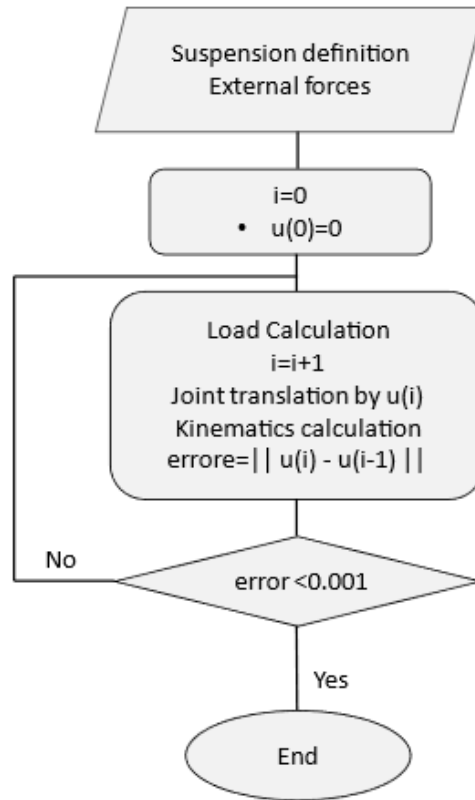 Suspension definition
External forces
i=0
• u(0)=0
Load Calculation
i=i+1
Joint translation by u(i)
Kinematics calculation
errore=|| u(i) - u(i-1) ||
No
error <0.001
Yes
End